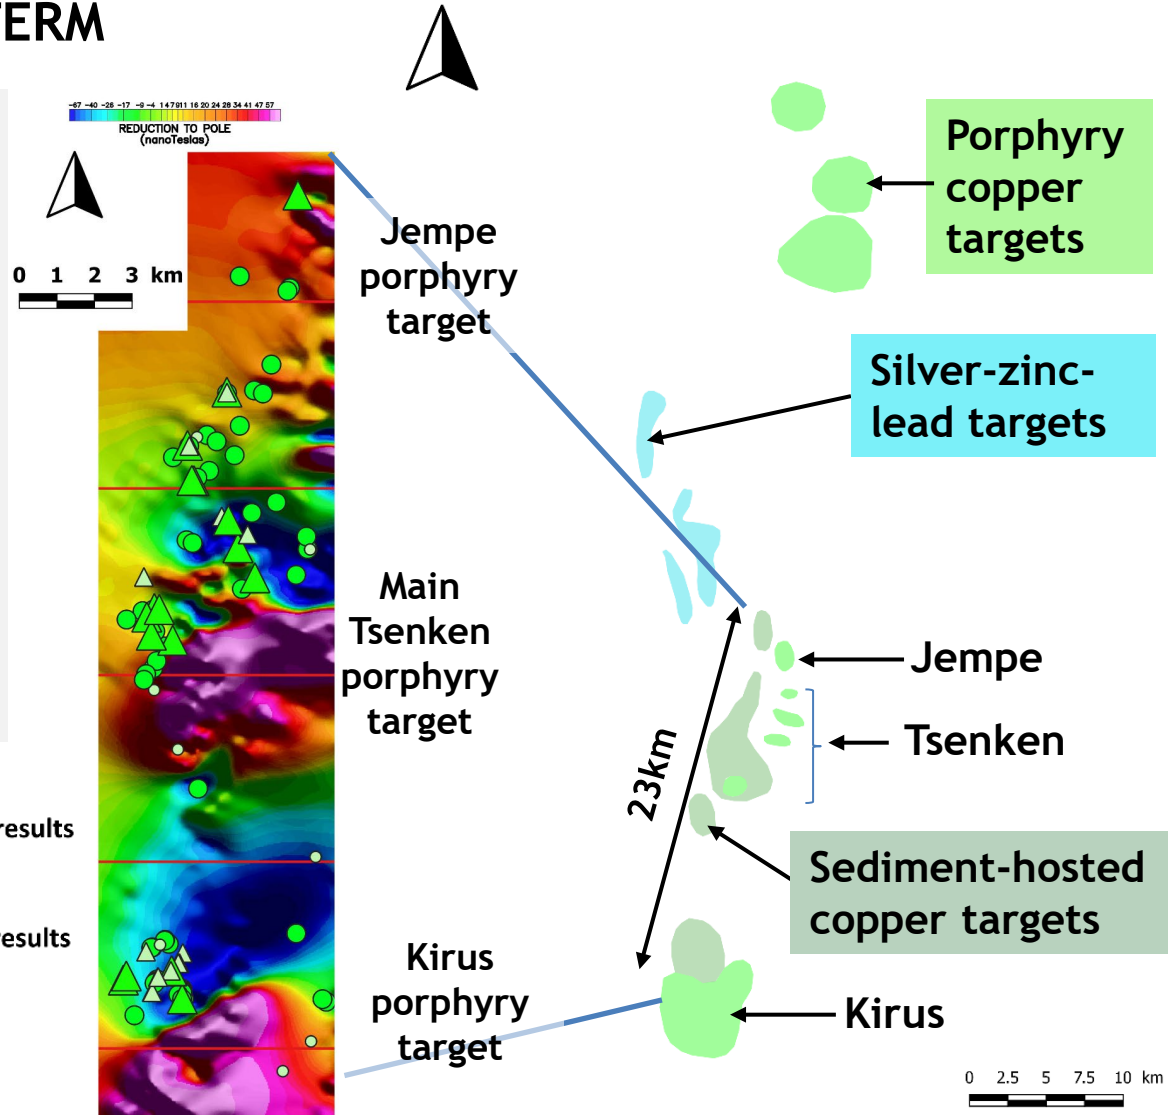 TERM
-67 -40 -26 -17 -9 -4 1 4 7 9 11 16 20 24 28 34 41 47 57
REDUCTION TO POLE
(nanoTeslas)
0 1 2 3 km
Jempe
porphyry
target
Main
Tsenken
porphyry
target
Kirus
porphyry
target
results
results
Porphyry
copper
targets
Silver-zinc-
lead targets
Jempe
Tsenken
23km
Sediment-hosted
copper targets
Kirus
0 2.5 5 7.5 10 km